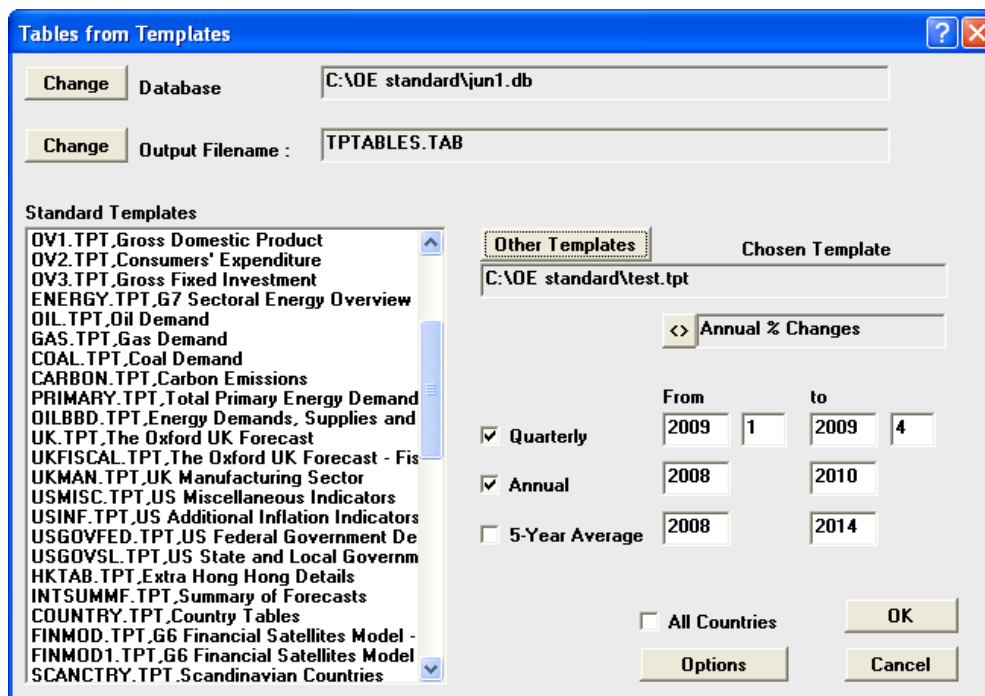 Tables from Templates
Change Database C:\OE standard\jun1.db
Change Output Filename : TPTABLES.TAB
Standard Templates
OV1.TPT,Gross Domestic Product
OV2.TPT,Consumers' Expenditure
OV3.TPT,Gross Fixed Investment
ENERGY.TPT,G7 Sectoral Energy Overview
OIL.TPT,Oil Demand
GAS.TPT,Gas Demand
COAL.TPT,Coal Demand
CARBON.TPT,Carbon Emissions
PRIMARY.TPT,Total Primary Energy Demand
OILBBD.TPT,Energy Demands, Supplies and
UK.TPT,The Oxford UK Forecast
UKFISCAL.TPT,The Oxford UK Forecast - Fis
UKMAN.TPT,UK Manufacturing Sector
USMISC.TPT,US Miscellaneous Indicators
USINF.TPT,US Additional Inflation Indicators
USGOVFED.TPT,US Federal Government De
USGOVSL.TPT,US State and Local Governm
HKTAB.TPT,Extra Hong Hong Details
INTSUMMF.TPT,Summary of Forecasts
COUNTRY.TPT,Country Tables
FINMOD.TPT,G6 Financial Satellites Model -
FINMOD1.TPT,G6 Financial Satellites Model
SCANCTRY.TPT,Scandinavian Countries
Other Templates Chosen Template
C:\OE standard\test.tpt
<> Annual % Changes
From to
Quarterly 2009 1 2009 4
Annual 2008 2010
5-Year Average 2008 2014
All Countries OK
Options Cancel